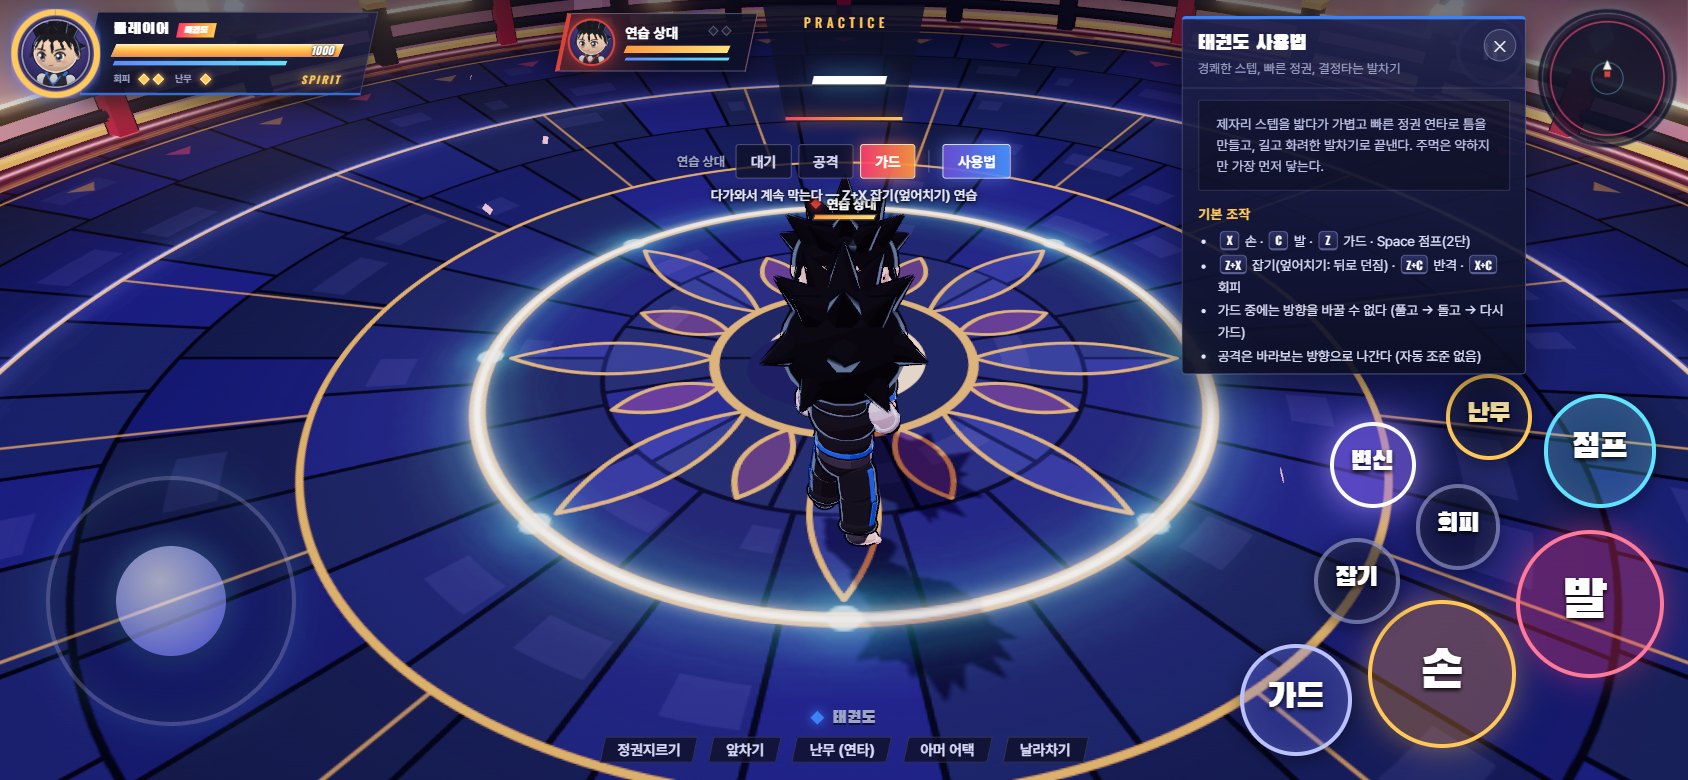 플레이어 태권도
1000
회피 난무 SPIRIT
연습 상대
PRACTICE
연습 상대 대기 공격 가드 사용법
다가와서 계속 막는다 — Z+X 잡기(엎어치기) 연습
연습 상대
태권도 사용법
경쾌한 스텝, 빠른 정권, 결정타는 발차기
제자리 스텝을 밟다가 가볍고 빠른 정권 연타로 틈을
만들고, 길고 화려한 발차기로 끝낸다. 주먹은 약하지
만 가장 먼저 닿는다.
기본 조작
• X 손 · C 발 · Z 가드 · Space 점프(2단)
• Z+X 잡기(엎어치기: 뒤로 던짐) · Z+C 반격 · X+C
회피
• 가드 중에는 방향을 바꿀 수 없다 (풀고 → 돌고 → 다시
가드)
• 공격은 바라보는 방향으로 나간다 (자동 조준 없음)
난무
점프
변신
회피
잡기
발
손
가드
태권도
정권지르기 앞차기 난무 (연타) 아머 어택 날라차기